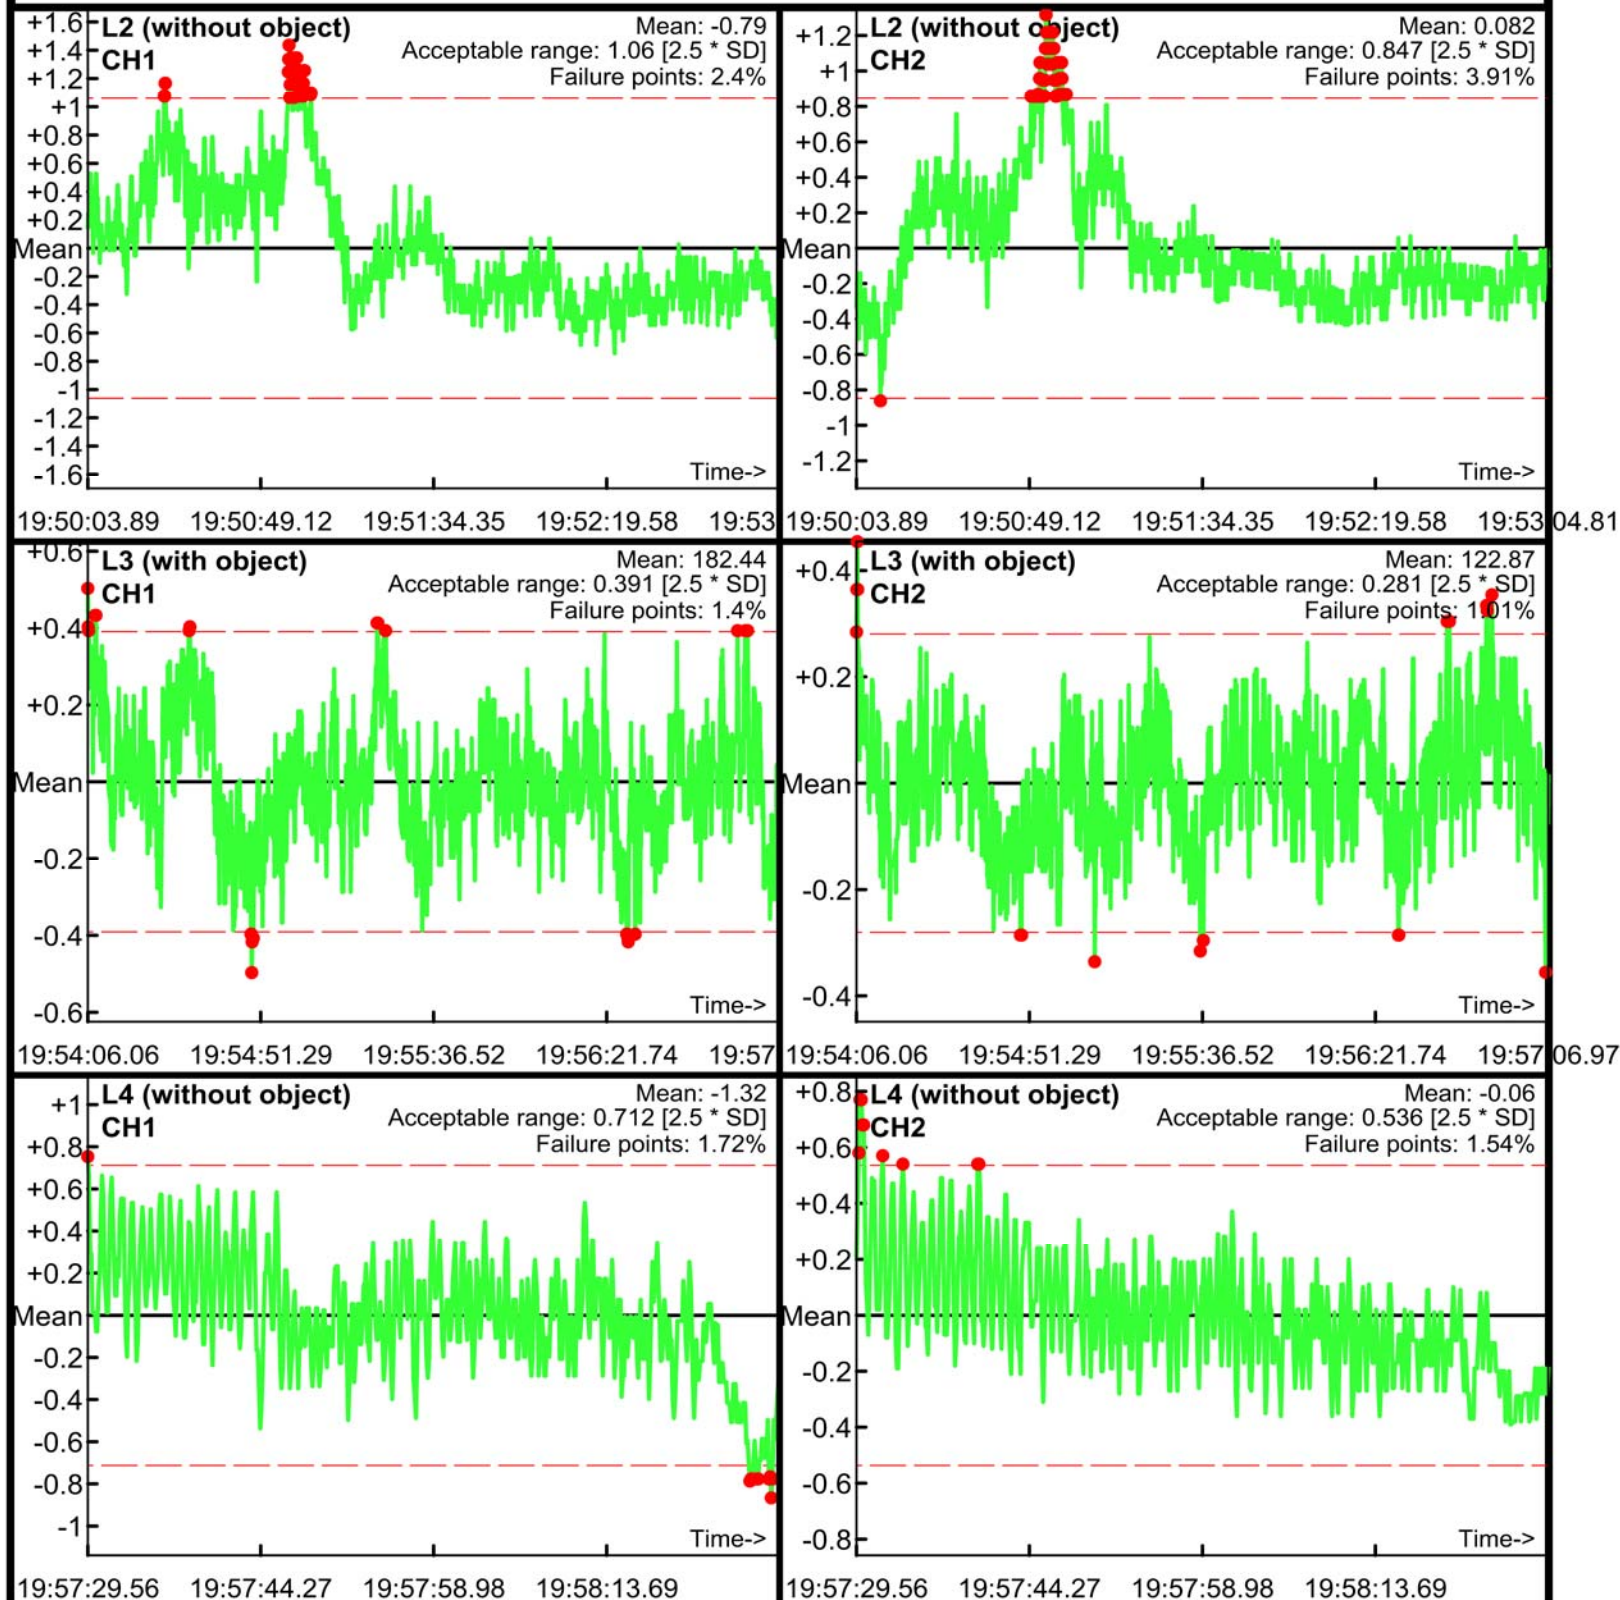 L2 (without object)
CH1
Mean: -0.79
Acceptable range: 1.06 [2.5 * SD]
Failure points: 2.4%
+1.6
+1.4
+1.2
+1
+0.8
+0.6
+0.4
+0.2
Mean
-0.2
-0.4
-0.6
-0.8
-1
-1.2
-1.4
-1.6
Time->
19:50:03.89 19:50:49.12 19:51:34.35 19:52:19.58 19:53
L2 (without object)
CH2
Mean: 0.082
Acceptable range: 0.847 [2.5 * SD]
Failure points: 3.91%
+1.2
+1
+0.8
+0.6
+0.4
+0.2
Mean
-0.2
-0.4
-0.6
-0.8
-1
-1.2
Time->
19:50:03.89 19:50:49.12 19:51:34.35 19:52:19.58 19:53:04.81
L3 (with object)
CH1
Mean: 182.44
Acceptable range: 0.391 [2.5 * SD]
Failure points: 1.4%
+0.6
+0.4
+0.2
Mean
-0.2
-0.4
-0.6
Time->
19:54:06.06 19:54:51.29 19:55:36.52 19:56:21.74 19:57
L3 (with object)
CH2
Mean: 122.87
Acceptable range: 0.281 [2.5 * SD]
Failure points: 1.01%
+0.4
+0.2
Mean
-0.2
-0.4
Time->
19:54:06.06 19:54:51.29 19:55:36.52 19:56:21.74 19:57:06.97
L4 (without object)
CH1
Mean: -1.32
Acceptable range: 0.712 [2.5 * SD]
Failure points: 1.72%
+1
+0.8
+0.6
+0.4
+0.2
Mean
-0.2
-0.4
-0.6
-0.8
-1
Time->
19:57:29.56 19:57:44.27 19:57:58.98 19:58:13.69
L4 (without object)
CH2
Mean: -0.06
Acceptable range: 0.536 [2.5 * SD]
Failure points: 1.54%
+0.8
+0.6
+0.4
+0.2
Mean
-0.2
-0.4
-0.6
-0.8
Time->
19:57:29.56 19:57:44.27 19:57:58.98 19:58:13.69